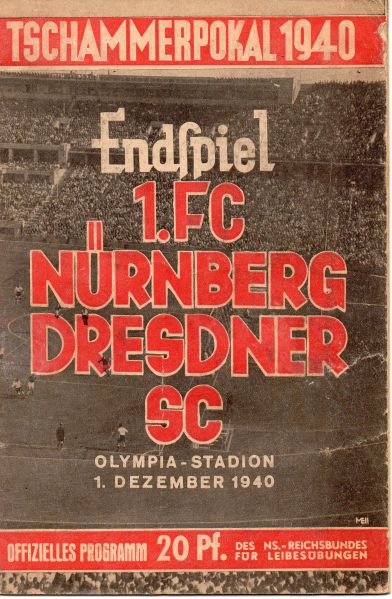 TSCHAMMERPOKAL 1940
Endspiel
1. FC
NÜRNBERG
DRESDNER
SC
OLYMPIA-STADION
1. DEZEMBER 1940
OFFIZIELLES PROGRAMM 20 Pf. DES NS.-REICHSBUNDES
FÜR LEIBESÜBUNGEN